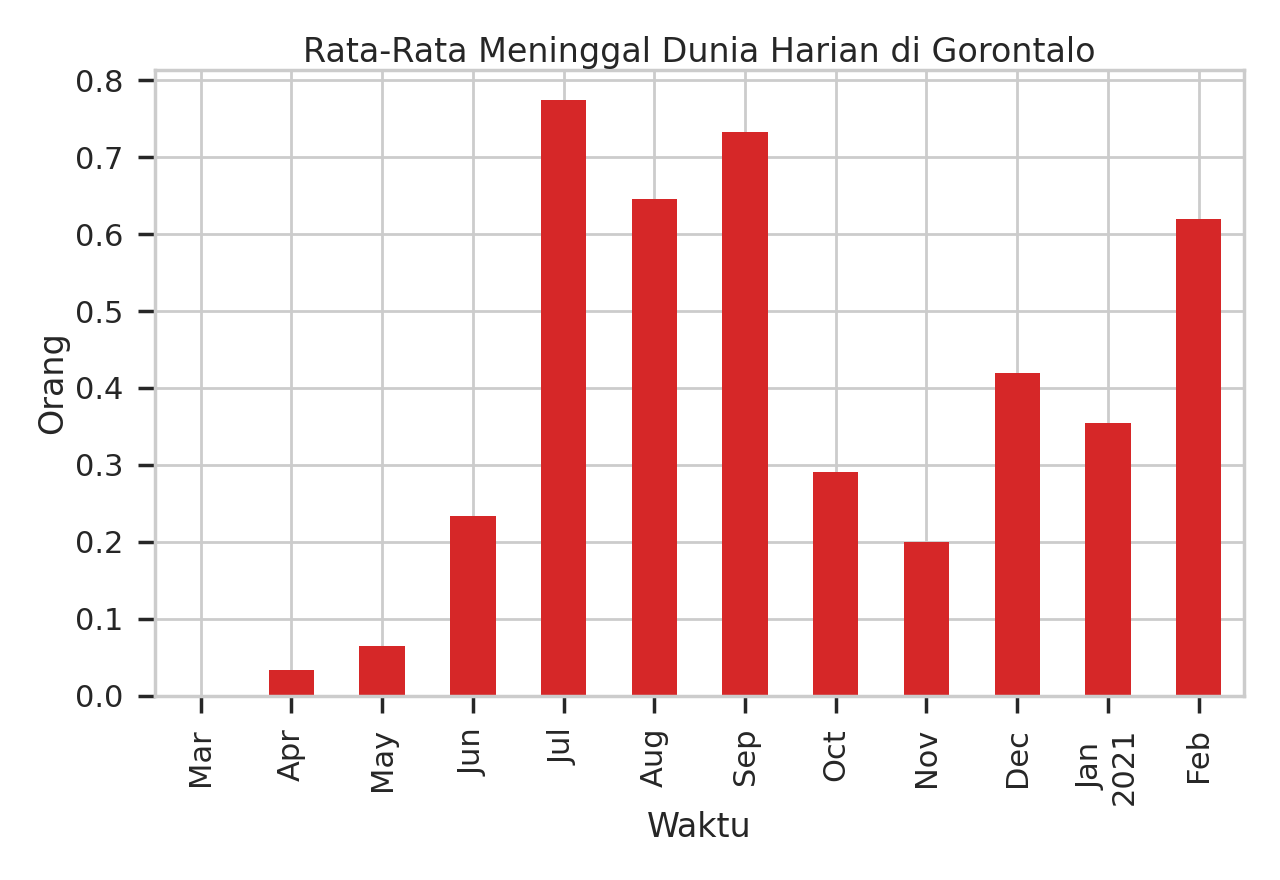 Rata-Rata Meninggal Dunia Harian di Gorontalo
0.8
0.7
0.6
0.5
0.4
0.3
0.2
0.1
0.0
Orang
Mar
Apr
May
Jun
Jul
Aug
Sep
Oct
Nov
Dec
Jan
2021
Feb
Waktu